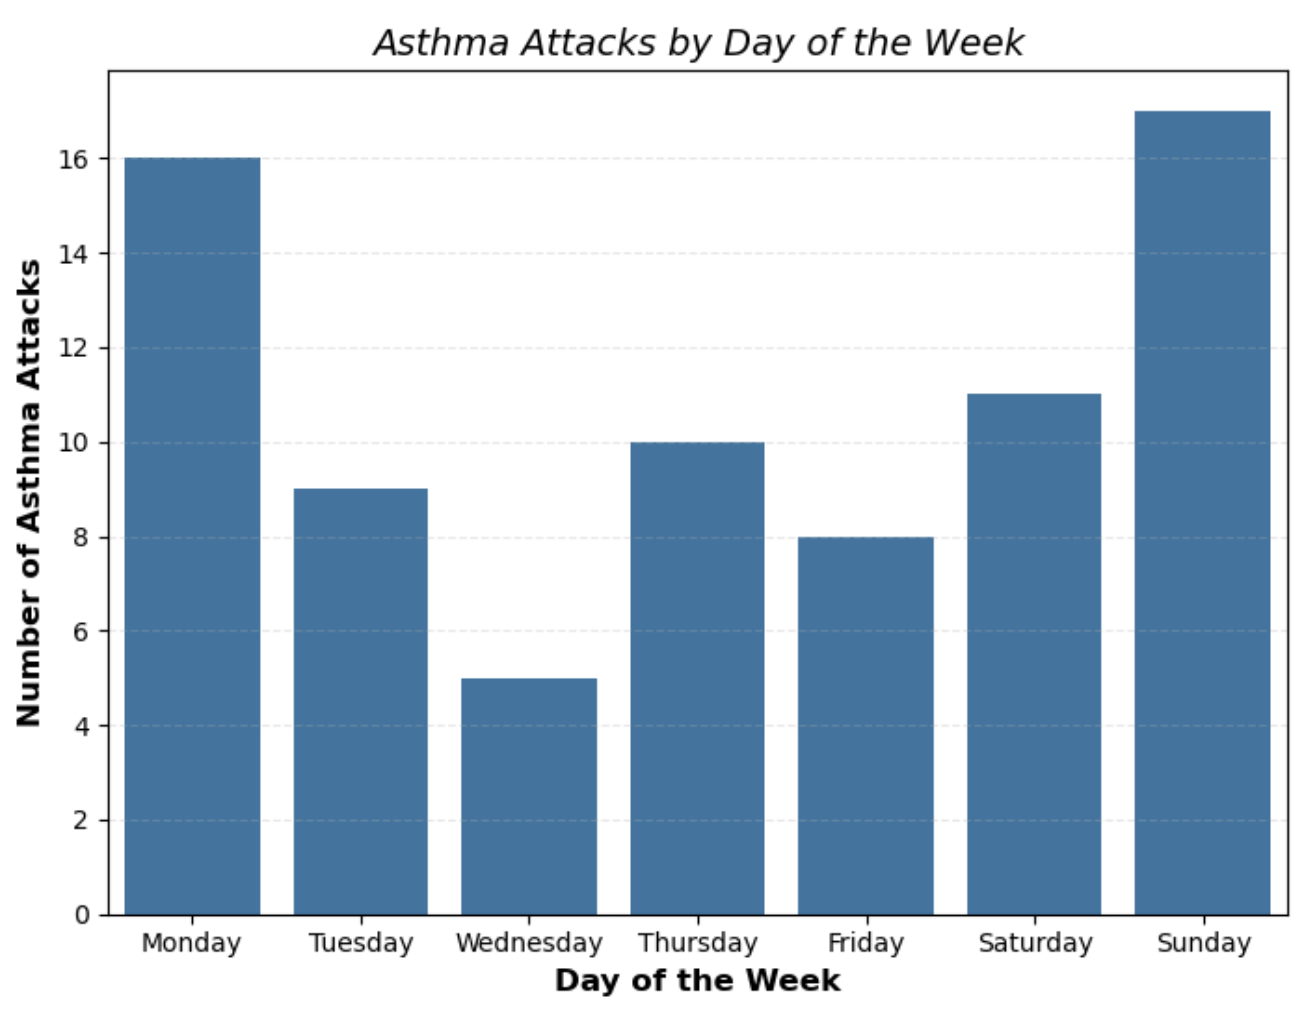 Asthma Attacks by Day of the Week
Number of Asthma Attacks
16
14
12
10
8
6
4
2
0
Monday Tuesday Wednesday Thursday Friday Saturday Sunday
Day of the Week